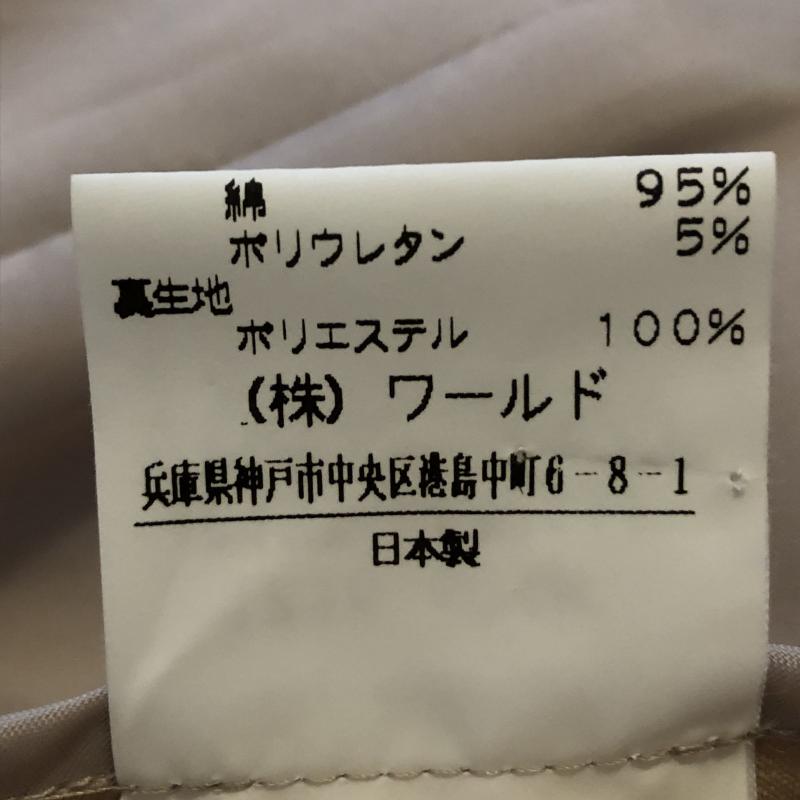 綿 95%
ポリウレタン 5%
裏生地
ポリエステル 100%
(株) ワールド
兵庫県神戸市中央区港島中町6-8-1
日本製